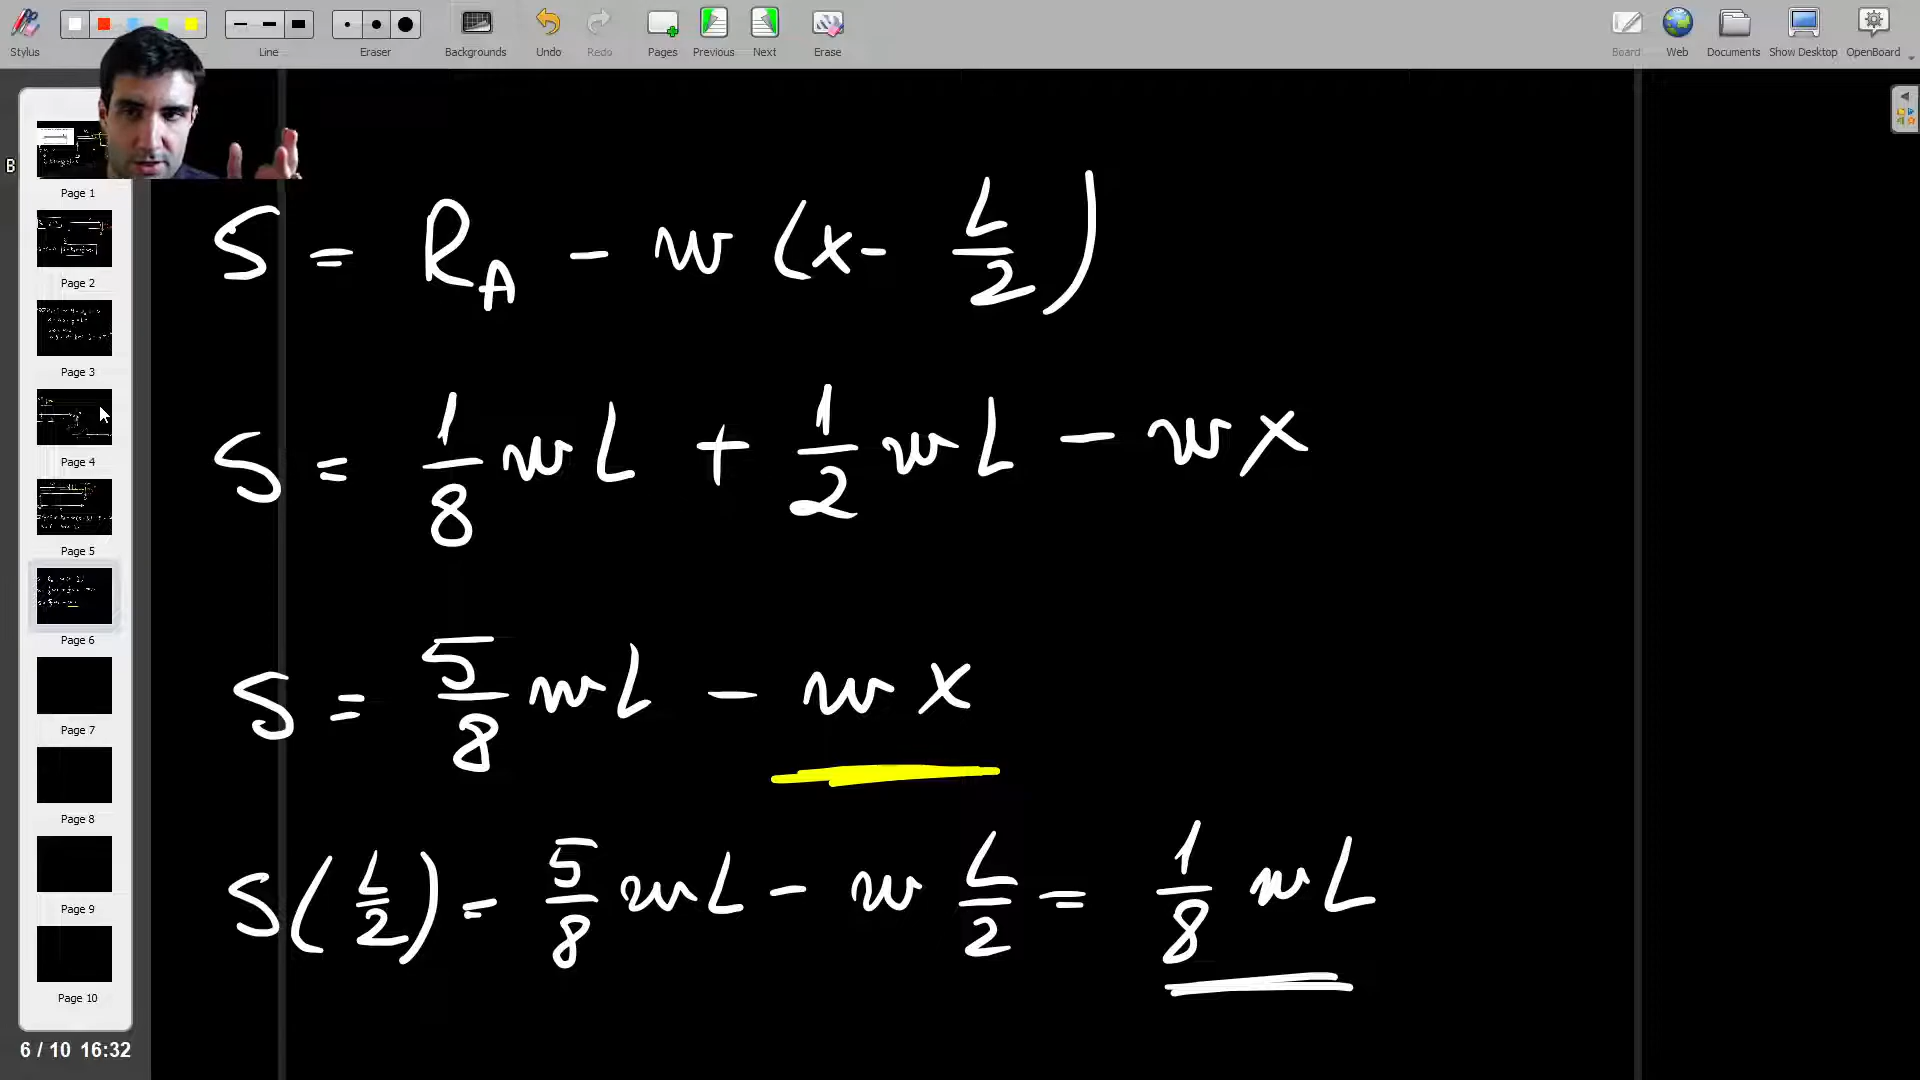 Stylus
Line
Eraser
Backgrounds
Undo
Redo
Pages
Previous
Next
Erase
Board
Web
Documents
Show Desktop
OpenBoard
B
Page 1
Page 2
Page 3
Page 4
Page 5
Page 6
Page 7
Page 8
Page 9
Page 10
6 / 10 16:32
S = R_A - w (x - L/2)
S = 1/8 wL + 1/2 wL - wx
S = 5/8 wL - wx
S(L/2) = 5/8 wL - w L/2 = 1/8 wL